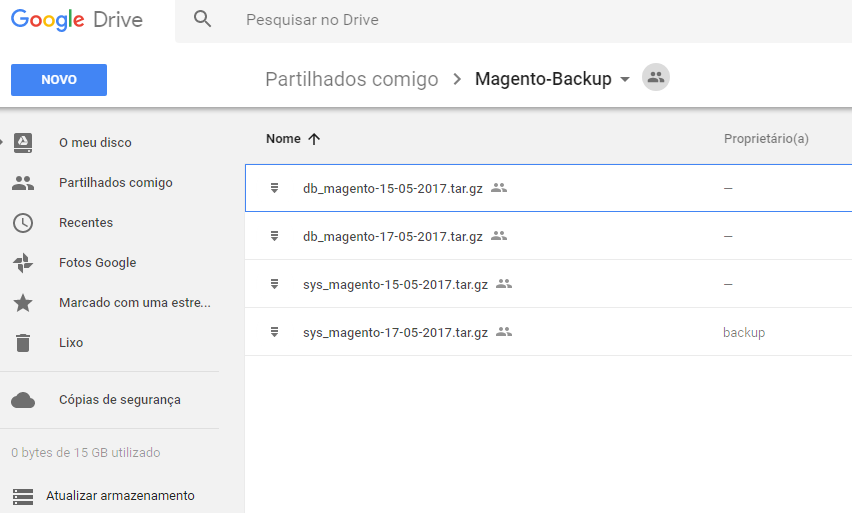 Google Drive
Pesquisar no Drive
NOVO
Partilhados comigo > Magento-Backup
O meu disco
Partilhados comigo
Recentes
Fotos Google
Marcado com uma estre...
Lixo
Cópias de segurança
0 bytes de 15 GB utilizado
Atualizar armazenamento
Nome Proprietário(a)
db_magento-15-05-2017.tar.gz —
db_magento-17-05-2017.tar.gz —
sys_magento-15-05-2017.tar.gz —
sys_magento-17-05-2017.tar.gz backup